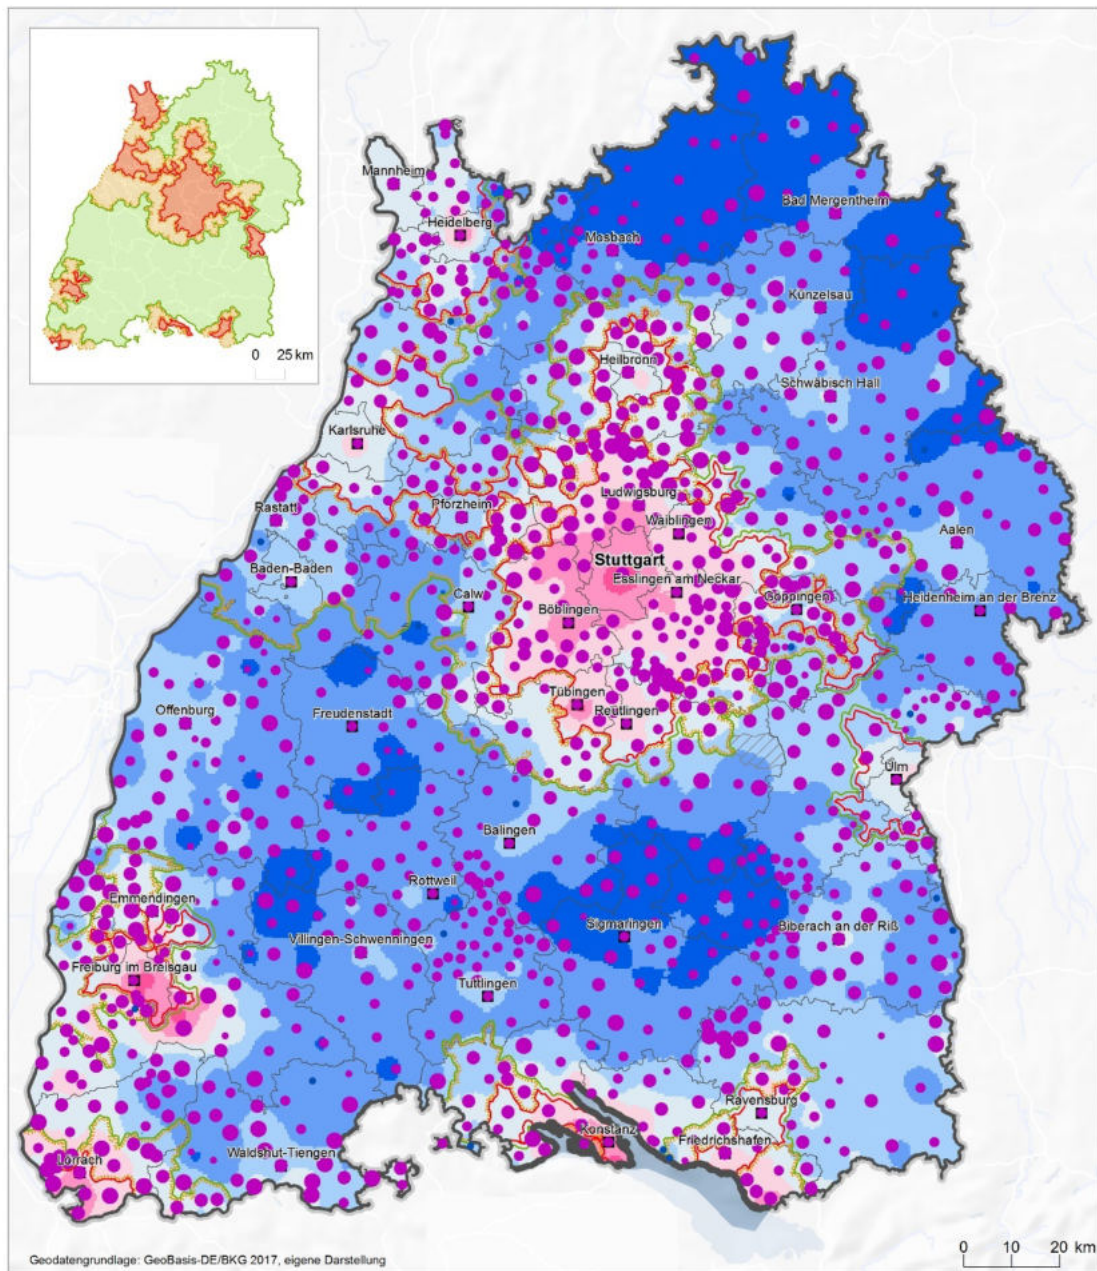 0 25 km
Mannheim
Heidelberg
Mosbach
Bad Mergentheim
Künzelsau
Heilbronn
Schwäbisch Hall
Karlsruhe
Pforzheim
Ludwigsburg
Rastatt
Waiblingen
Aalen
Stuttgart
Baden-Baden
Esslingen am Neckar
Calw
Böblingen
Göppingen
Heidenheim an der Brenz
Tübingen
Offenburg
Freudenstadt
Reutlingen
Ulm
Balingen
Rottweil
Emmendingen
Sigmaringen
Biberach an der Riß
Villingen-Schwenningen
Freiburg im Breisgau
Tuttlingen
Ravensburg
Konstanz
Friedrichshafen
Lörrach
Waldshut-Tiengen
Geodatengrundlage: GeoBasis-DE/BKG 2017, eigene Darstellung
0 10 20 km